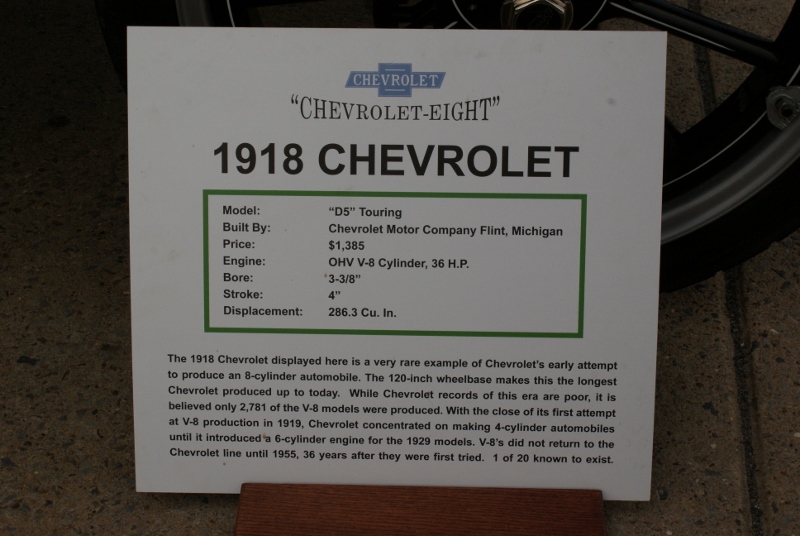 CHEVROLET
“CHEVROLET-EIGHT”
1918 CHEVROLET
Model: “D5” Touring
Built By: Chevrolet Motor Company Flint, Michigan
Price: $1,385
Engine: OHV V-8 Cylinder, 36 H.P.
Bore: 3-3/8”
Stroke: 4”
Displacement: 286.3 Cu. In.
The 1918 Chevrolet displayed here is a very rare example of Chevrolet’s early attempt
to produce an 8-cylinder automobile. The 120-inch wheelbase makes this the longest
Chevrolet produced up to today. While Chevrolet records of this era are poor, it is
believed only 2,781 of the V-8 models were produced. With the close of its first attempt
at V-8 production in 1919, Chevrolet concentrated on making 4-cylinder automobiles
until it introduced a 6-cylinder engine for the 1929 models. V-8’s did not return to the
Chevrolet line until 1955, 36 years after they were first tried. 1 of 20 known to exist.